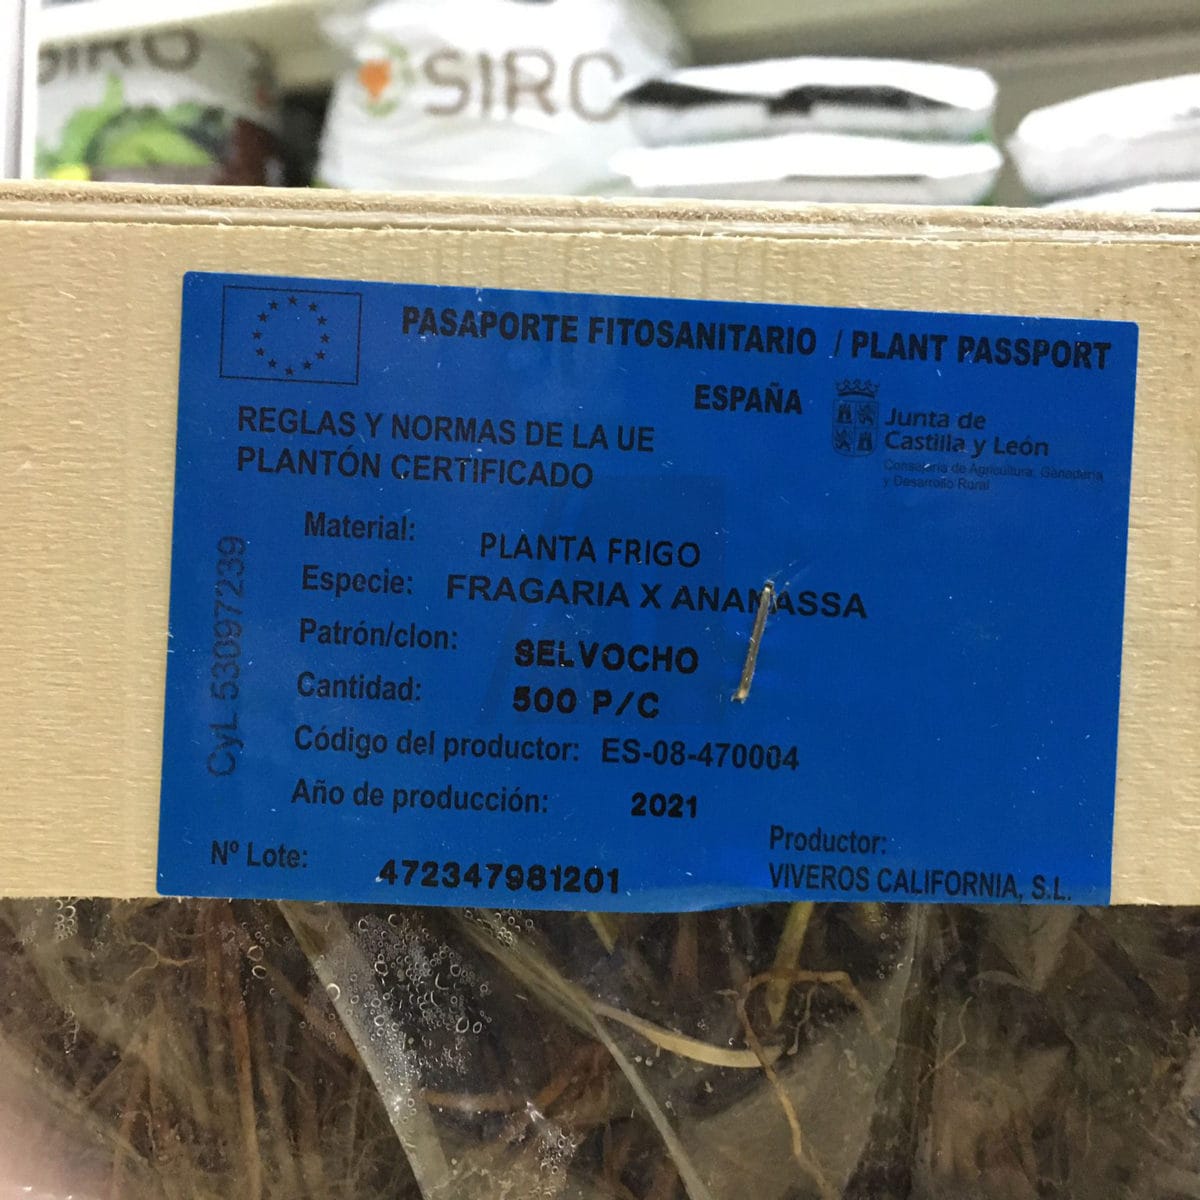 SIRO
SIRO
PASAPORTE FITOSANITARIO / PLANT PASSPORT
ESPAÑA
Junta de
Castilla y León
Consejería de Agricultura, Ganadería
y Desarrollo Rural
REGLAS Y NORMAS DE LA UE
PLANTÓN CERTIFICADO
Material: PLANTA FRIGO
Especie: FRAGARIA X ANANASSA
Patrón/clon: SELVOCHO
Cantidad: 500 P/C
Código del productor: ES-08-470004
Año de producción: 2021
Nº Lote: 472347981201
Productor:
VIVEROS CALIFORNIA, S.L.
CyL 53097239